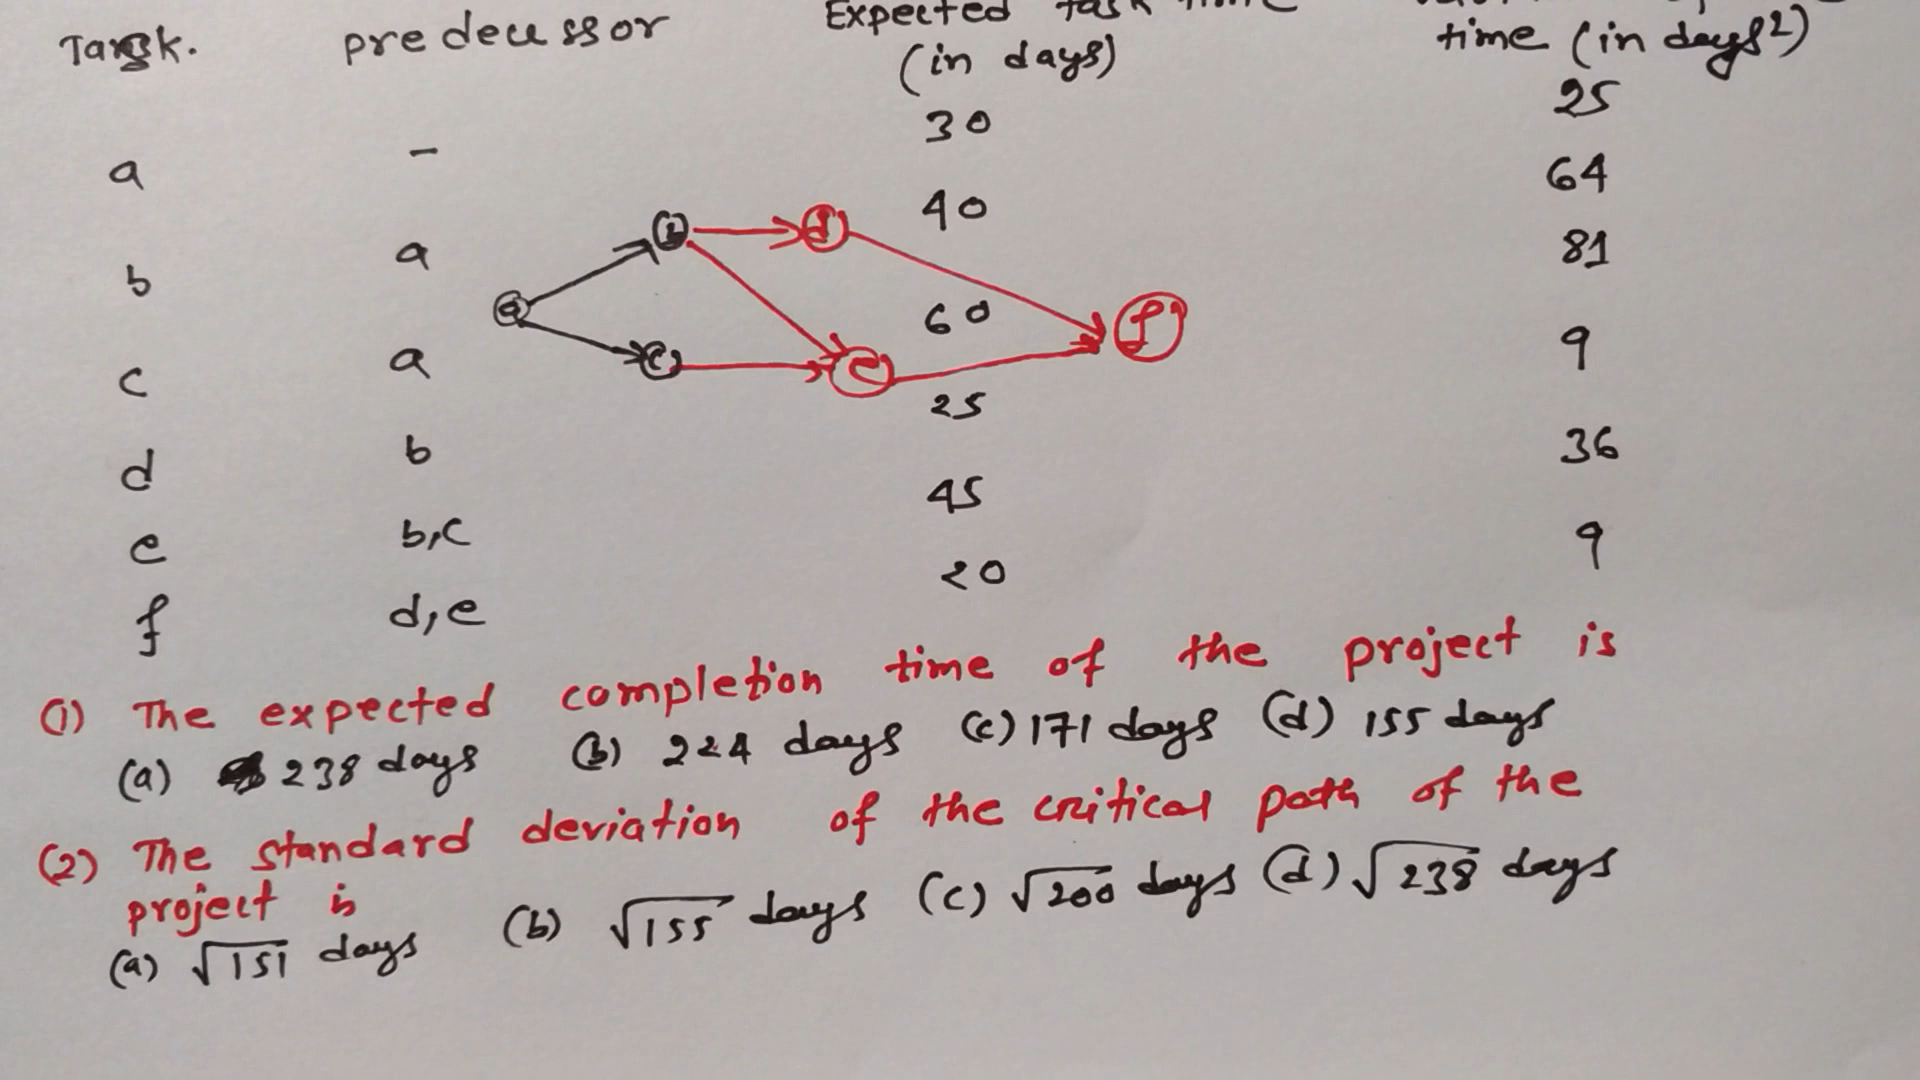 Task. predecessor Expected task time
(in days) time (in days²)
a - 30 25
b a 40 64
c a 60 81
d b 25 9
e b,c 45 36
f d,e 20 9
a b c d e f
(1) The expected completion time of the project is
(a) 238 days (b) 224 days (c) 171 days (d) 155 days
(2) The standard deviation of the critical path of the
project is
(a) √151 days (b) √155 days (c) √200 days (d) √238 days